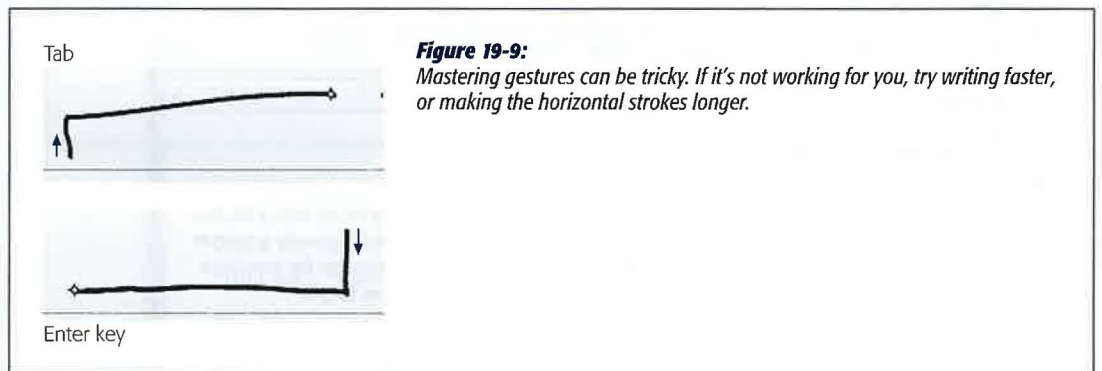 Tab
Figure 19-9:
Mastering gestures can be tricky. If it's not working for you, try writing faster,
or making the horizontal strokes longer.
Enter key